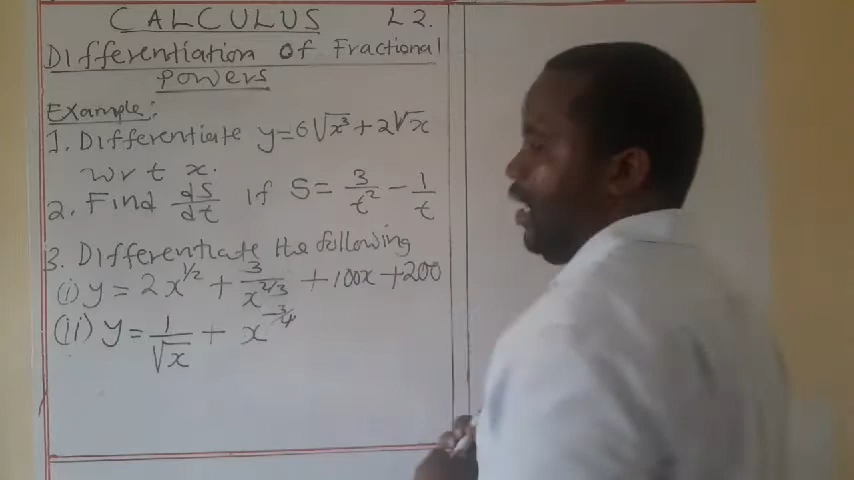 CALCULUS L2.
Differentiation of Fractional
Powers
Example:
1. Differentiate y=6√x³+2√x
wrt x.
2. Find dS/dt if S= 3/t² - 1/t
3. Differentiate the following
(i) y = 2x^1/2 + 3/x^2/3 + 100x + 200
(ii) y = 1/√x + x^-3/4